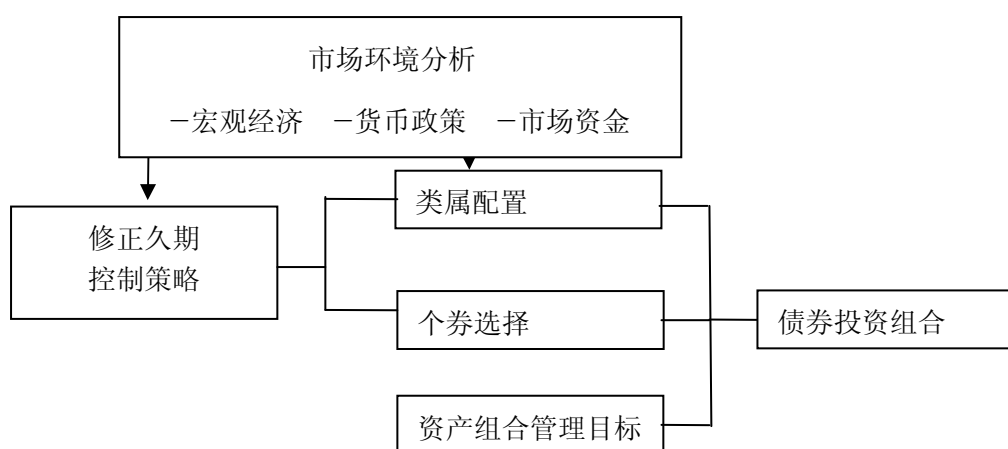 市场环境分析
－宏观经济　－货币政策　－市场资金
类属配置
修正久期
控制策略
个券选择
债券投资组合
资产组合管理目标